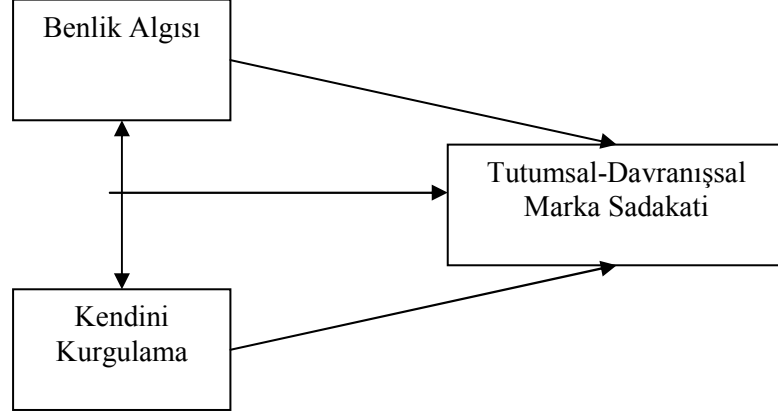 Benlik Algısı
Tutumsal-Davranışsal
Marka Sadakati
Kendini
Kurgulama